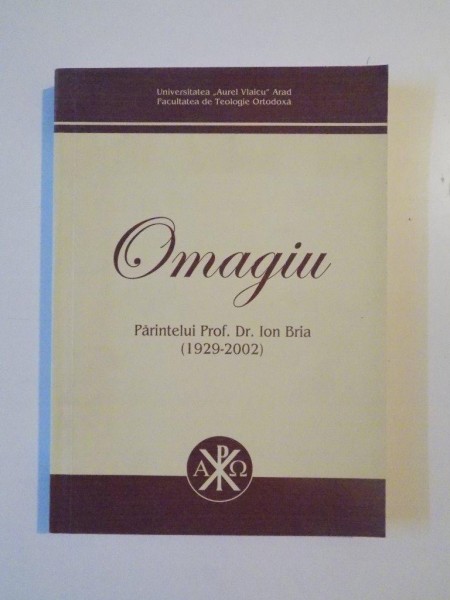 Universitatea „Aurel Vlaicu” Arad
Facultatea de Teologie Ortodoxă
Omagiu
Părintelui Prof. Dr. Ion Bria
(1929-2002)
Α Ρ Ω